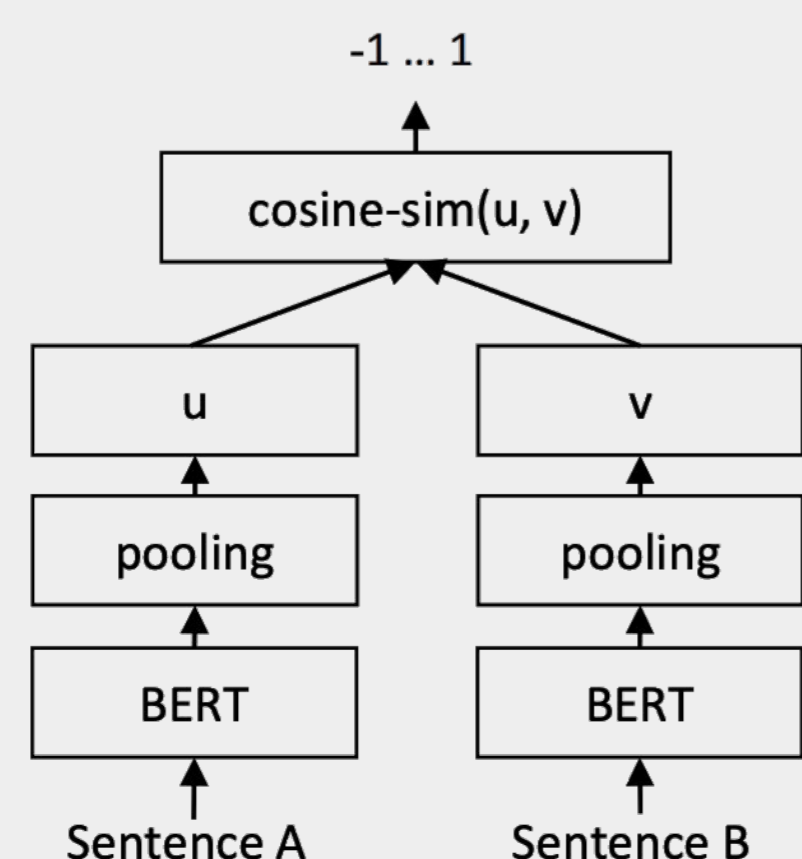 -1 ... 1
cosine-sim(u, v)
u v
pooling pooling
BERT BERT
Sentence A Sentence B